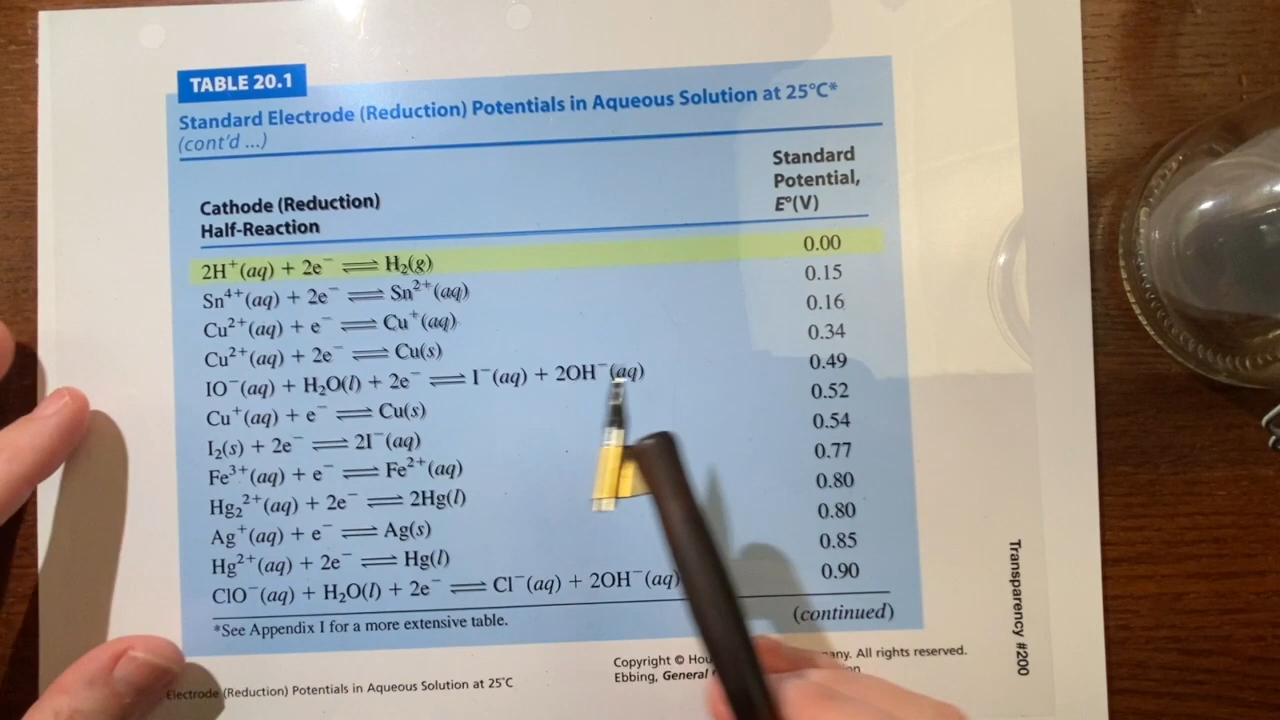 TABLE 20.1
Standard Electrode (Reduction) Potentials in Aqueous Solution at 25°C*
(cont'd ...)
Cathode (Reduction)
Half-Reaction
Standard
Potential,
E°(V)
2H⁺(aq) + 2e⁻ ⇌ H₂(g) 0.00
Sn⁴⁺(aq) + 2e⁻ ⇌ Sn²⁺(aq) 0.15
Cu²⁺(aq) + e⁻ ⇌ Cu⁺(aq) 0.16
Cu²⁺(aq) + 2e⁻ ⇌ Cu(s) 0.34
IO⁻(aq) + H₂O(l) + 2e⁻ ⇌ I⁻(aq) + 2OH⁻(aq) 0.49
Cu⁺(aq) + e⁻ ⇌ Cu(s) 0.52
I₂(s) + 2e⁻ ⇌ 2I⁻(aq) 0.54
Fe³⁺(aq) + e⁻ ⇌ Fe²⁺(aq) 0.77
Hg₂²⁺(aq) + 2e⁻ ⇌ 2Hg(l) 0.80
Ag⁺(aq) + e⁻ ⇌ Ag(s) 0.80
Hg²⁺(aq) + 2e⁻ ⇌ Hg(l) 0.85
ClO⁻(aq) + H₂O(l) + 2e⁻ ⇌ Cl⁻(aq) + 2OH⁻(aq) 0.90
*See Appendix I for a more extensive table.
(continued)
Electrode (Reduction) Potentials in Aqueous Solution at 25°C
Copyright © All rights reserved.
Ebbing, General
Transparency #200